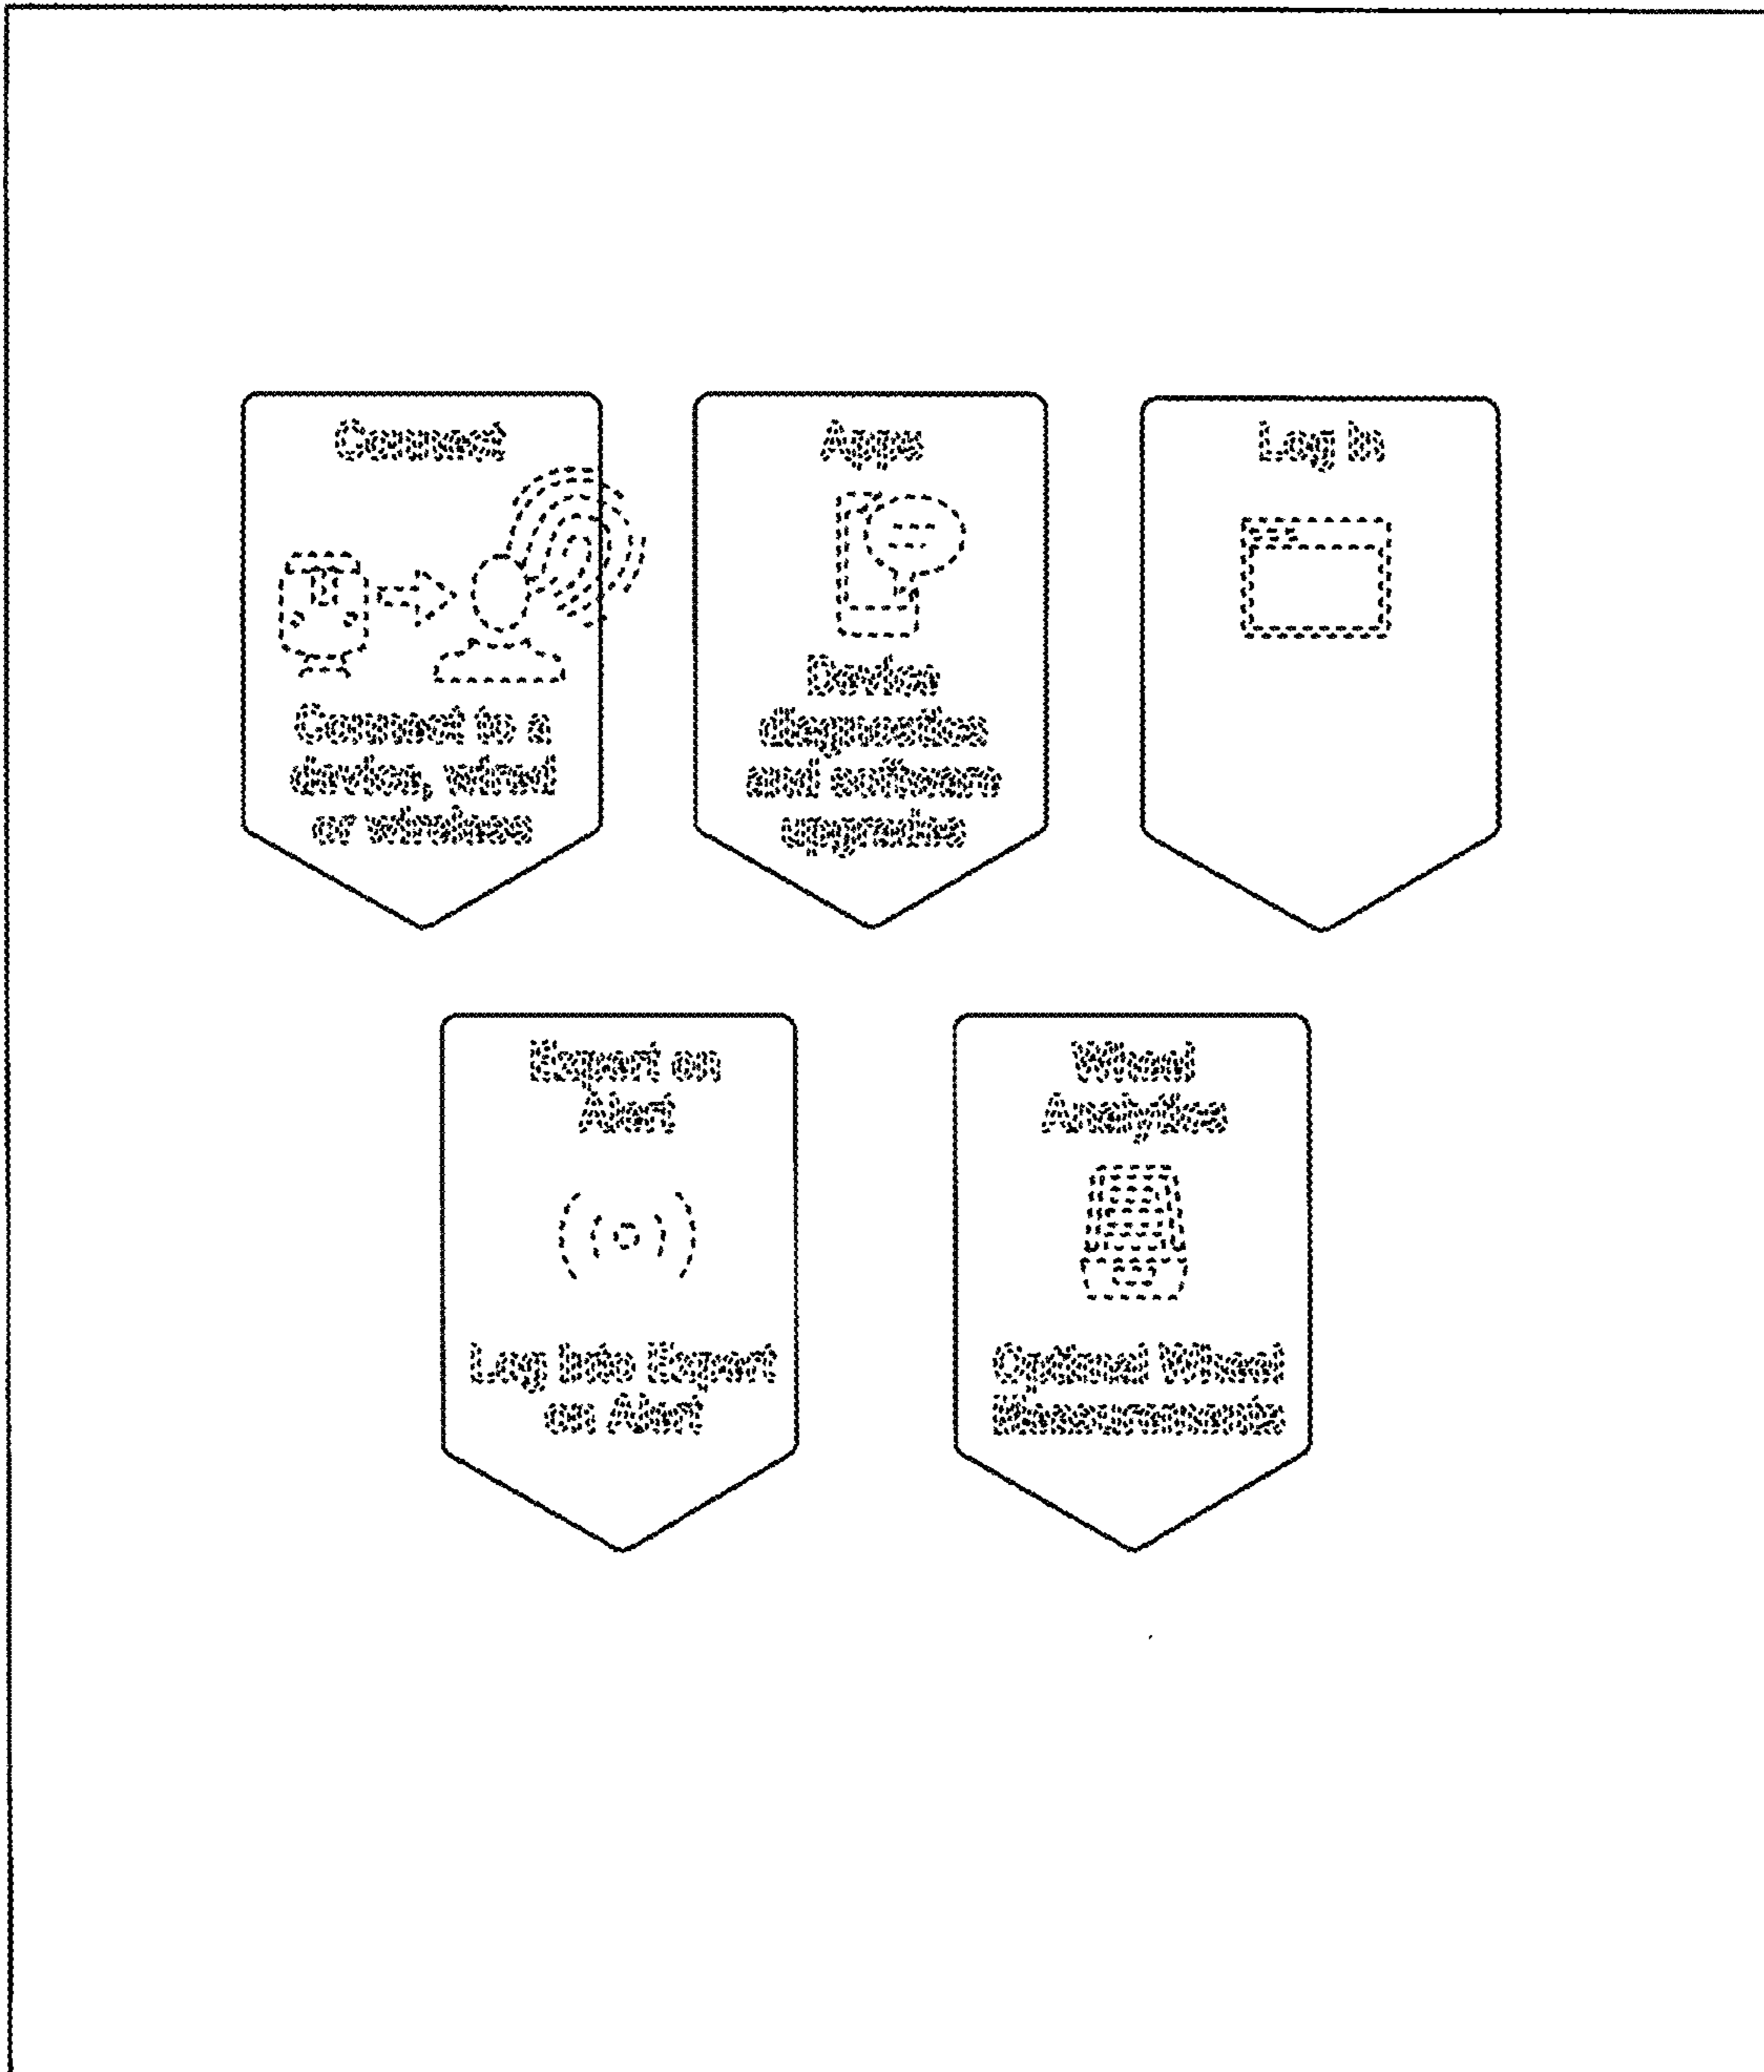 Connect
Connect to a
device, wired
or wireless
Apps
Device
diagnostics
and software
upgrades
Log In
Expert on
Alert
Log Into Expert
on Alert
Wheel
Analytics
Optional Wheel
Measurements